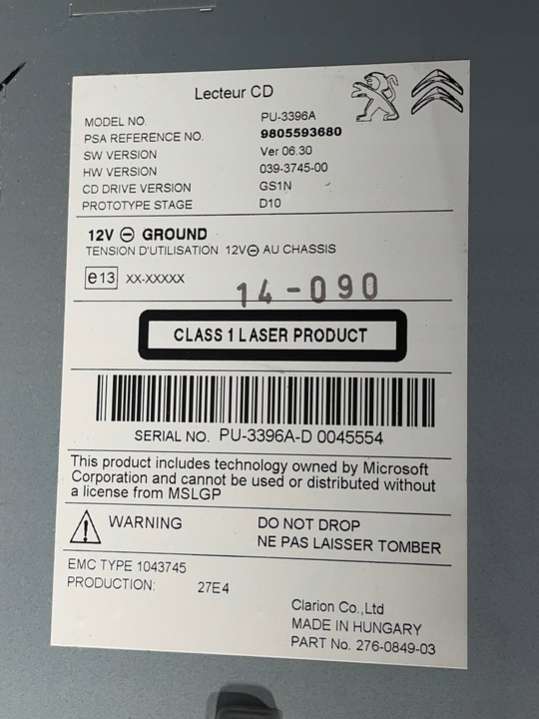 Lecteur CD
MODEL NO. PU-3396A
PSA REFERENCE NO. 9805593680
SW VERSION Ver 06.30
HW VERSION 039-3745-00
CD DRIVE VERSION GS1N
PROTOTYPE STAGE D10
12V ⊖ GROUND
TENSION D'UTILISATION 12V⊖ AU CHASSIS
e13 XX-XXXXX
14-090
CLASS 1 LASER PRODUCT
SERIAL NO. PU-3396A-D 0045554
This product includes technology owned by Microsoft
Corporation and cannot be used or distributed without
a license from MSLGP
WARNING DO NOT DROP
NE PAS LAISSER TOMBER
EMC TYPE 1043745
PRODUCTION: 27E4
Clarion Co.,Ltd
MADE IN HUNGARY
PART No. 276-0849-03